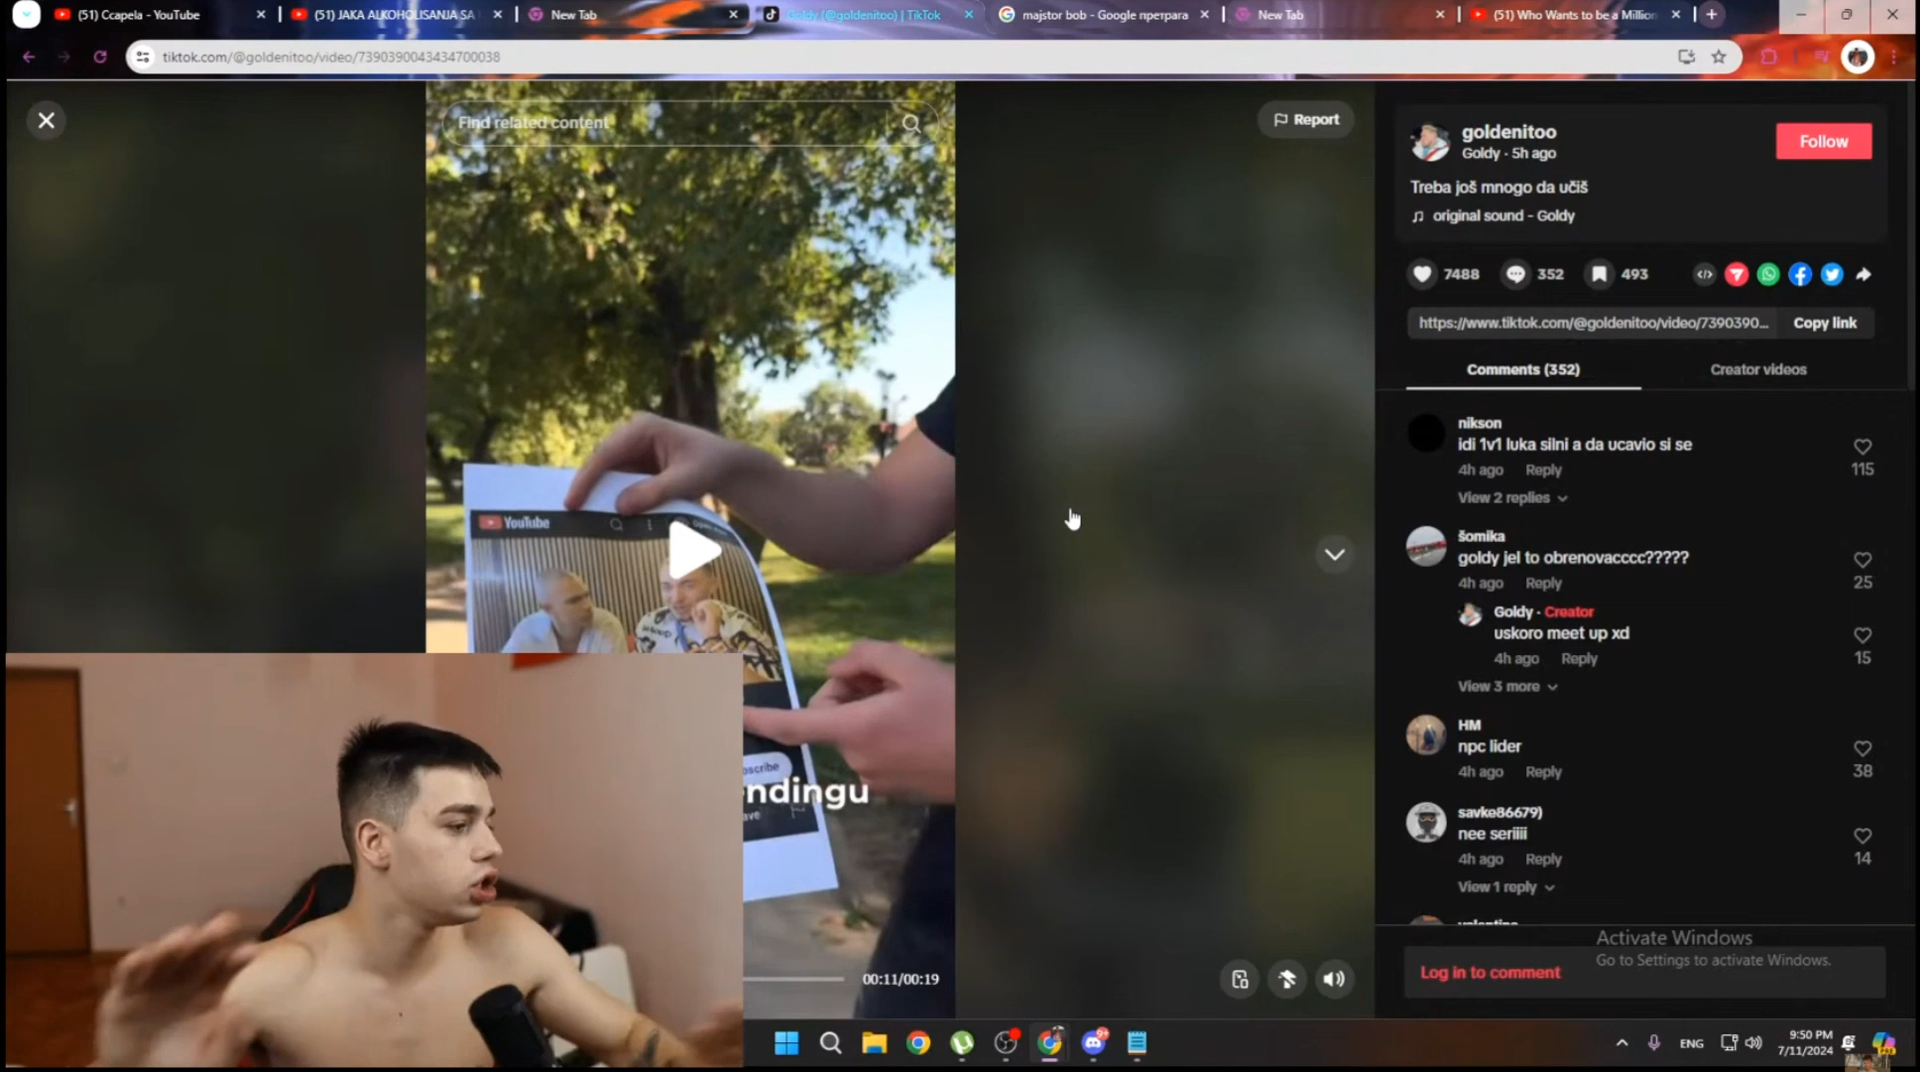 (51) Ccapela - YouTube
(51) JAKA ALKOHOLISANJA SA
New Tab
Goldy (@goldenitoo) | TikTok
majstor bob - Google претрага
New Tab
(51) Who Wants to be a Million
tiktok.com/@goldenitoo/video/7390390043434700038
Find related content
Report
goldenitoo
Goldy · 5h ago
Follow
Treba još mnogo da učiš
original sound - Goldy
7488
352
493
https://www.tiktok.com/@goldenitoo/video/7390390...
Copy link
Comments (352)
Creator videos
nikson
idi 1v1 luka silni a da ucavio si se
4h ago Reply
115
View 2 replies
šomika
goldy jel to obrenovacccc?????
4h ago Reply
25
Goldy · Creator
uskoro meet up xd
4h ago Reply
15
View 3 more
HM
npc lider
4h ago Reply
38
savke86679)
nee seriiii
4h ago Reply
14
View 1 reply
YouTube
ndingu
00:11/00:19
Activate Windows
Go to Settings to activate Windows.
Log in to comment
ENG
9:50 PM
7/11/2024